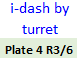 i-dash by
turret
Plate 4 R3/6